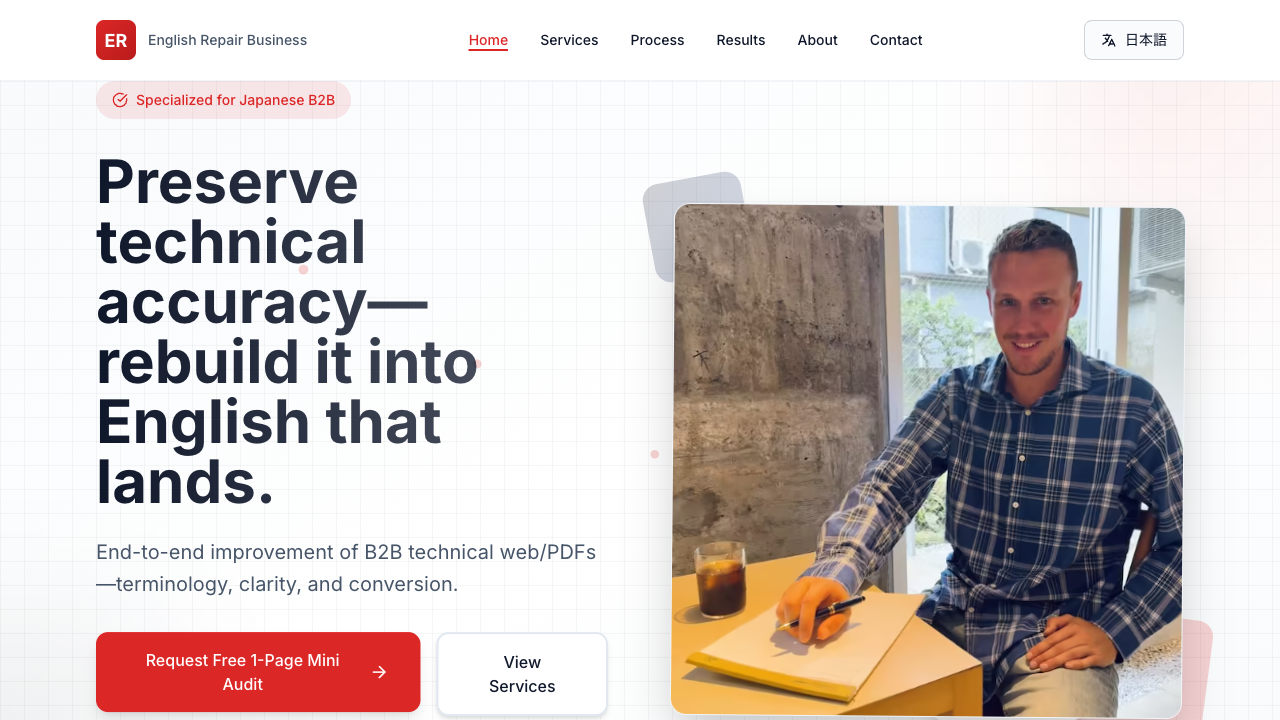 ER
English Repair Business
Home
Services
Process
Results
About
Contact
日本語
Specialized for Japanese B2B
Preserve
technical
accuracy—
rebuild it into
English that
lands.
End-to-end improvement of B2B technical web/PDFs
—terminology, clarity, and conversion.
Request Free 1-Page Mini
Audit
View
Services